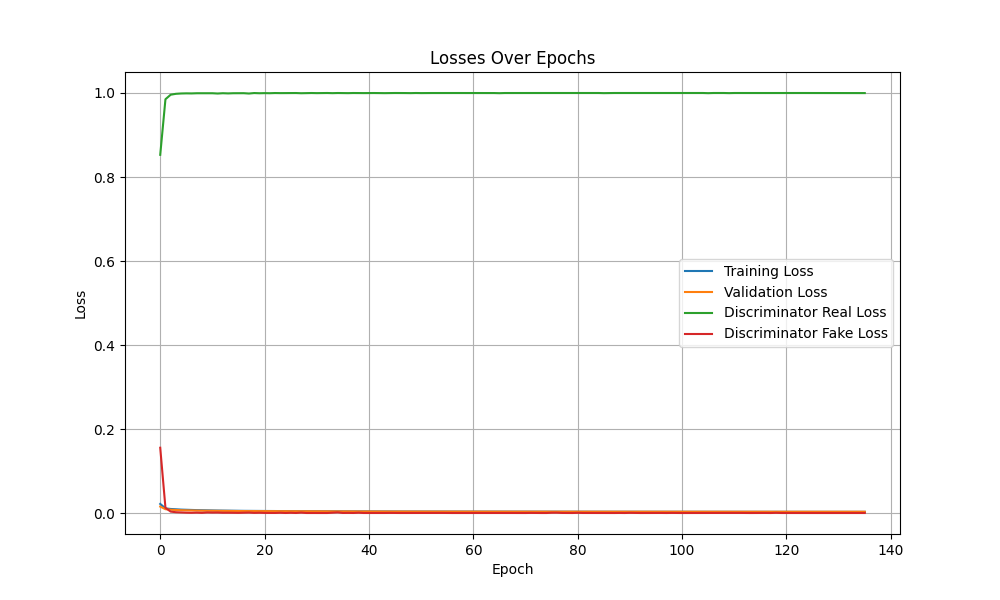 Losses Over Epochs
1.0
0.8
0.6
0.4
0.2
0.0
Loss
Training Loss
Validation Loss
Discriminator Real Loss
Discriminator Fake Loss
0 20 40 60 80 100 120 140
Epoch